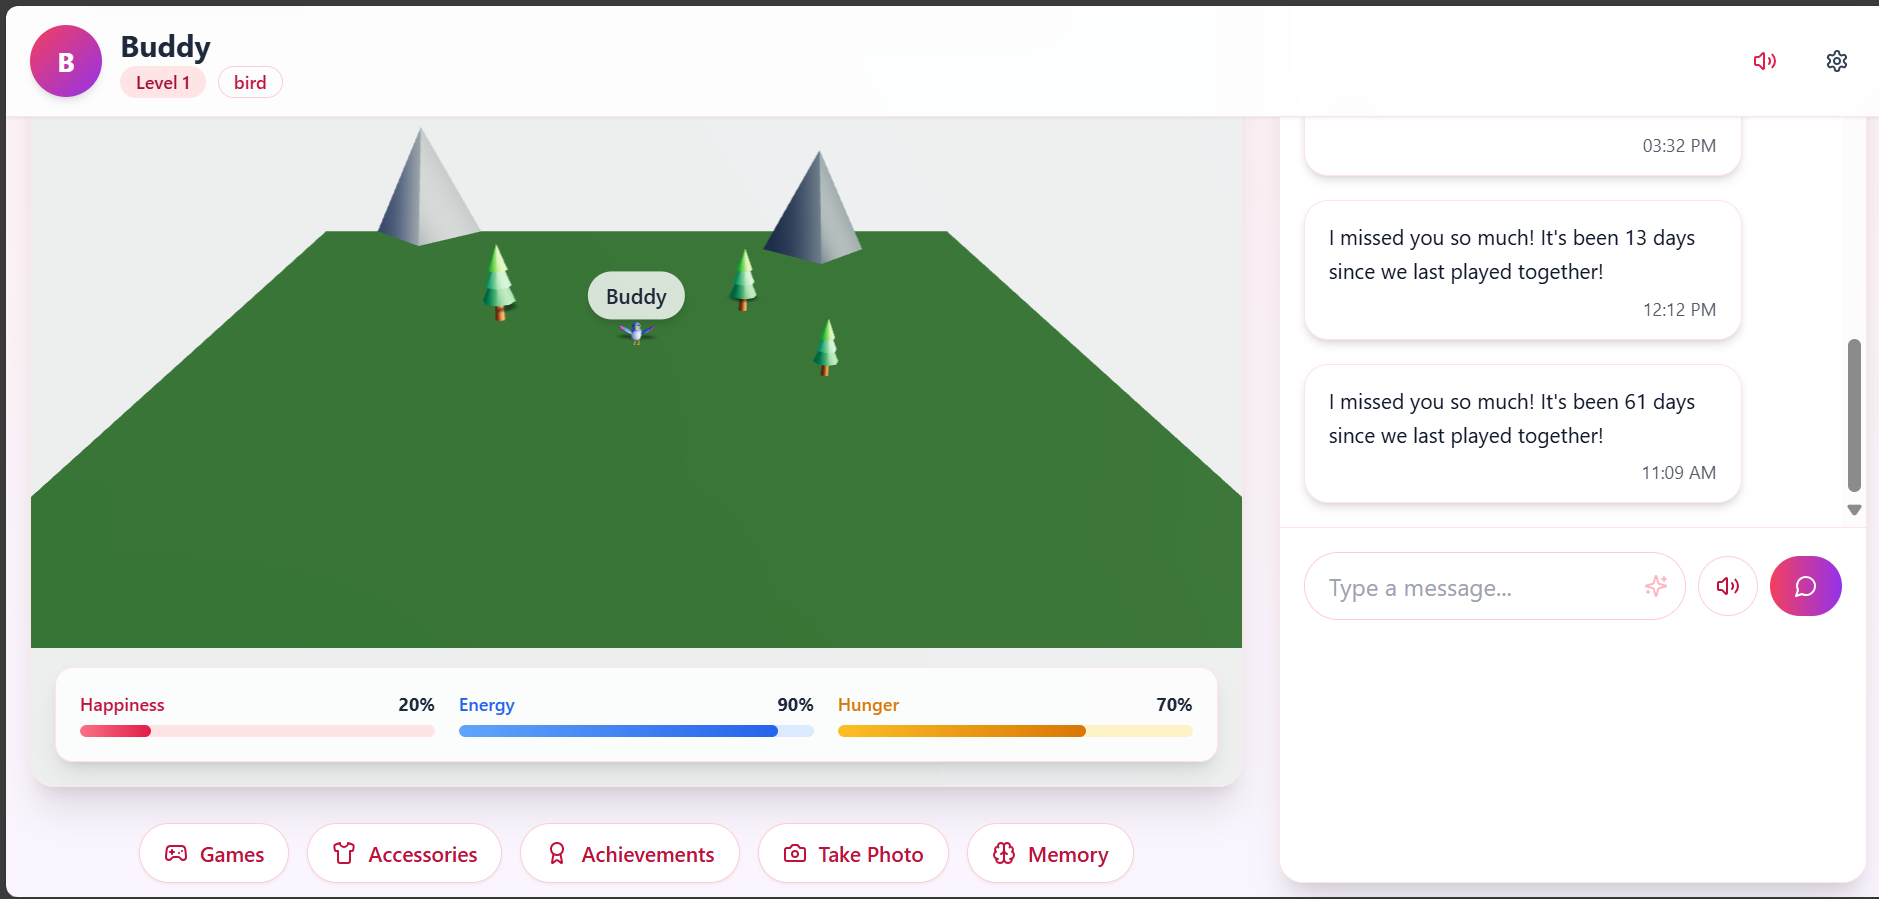 B
Buddy
Level 1
bird
Buddy
Happiness 20%
Energy 90%
Hunger 70%
Games
Accessories
Achievements
Take Photo
Memory
03:32 PM
I missed you so much! It's been 13 days
since we last played together!
12:12 PM
I missed you so much! It's been 61 days
since we last played together!
11:09 AM
Type a message...